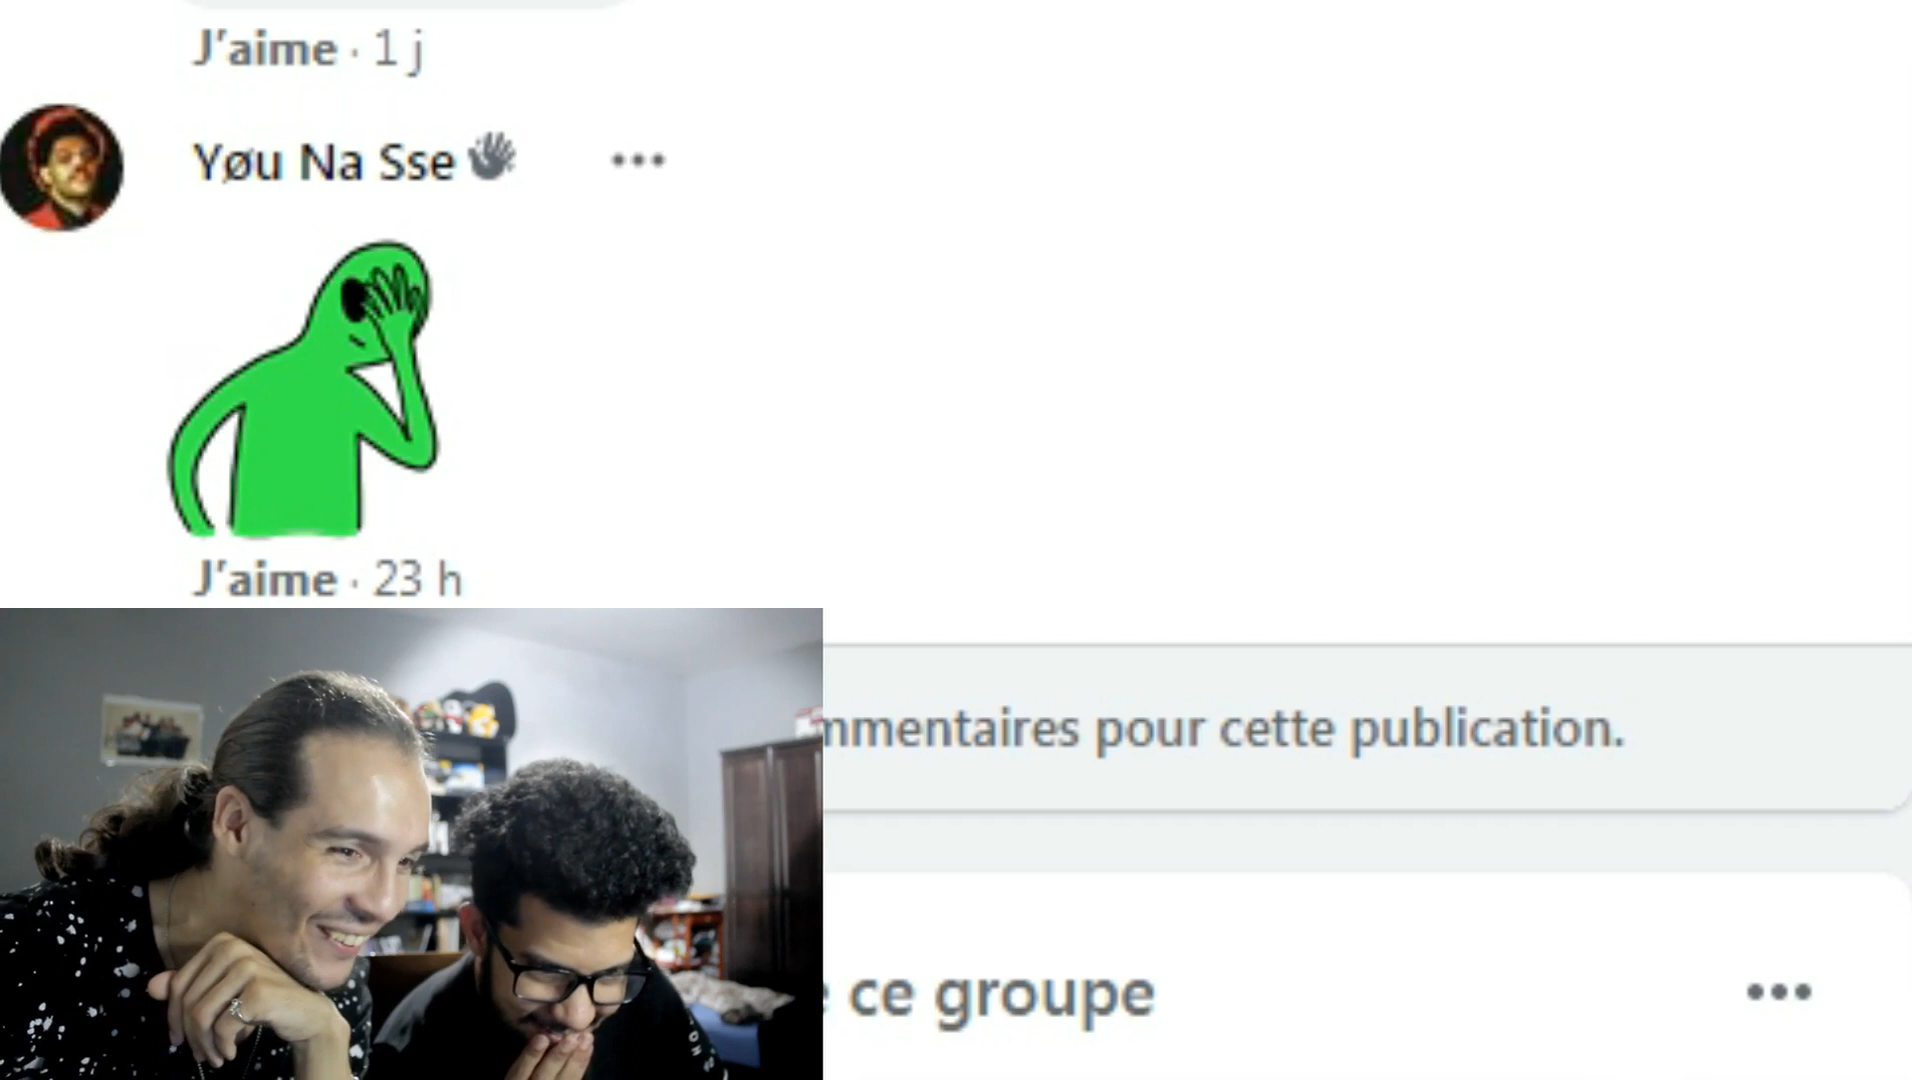 J'aime · 1 j
Yøu Na Sse
J'aime · 23 h
mmentaires pour cette publication.
ce groupe